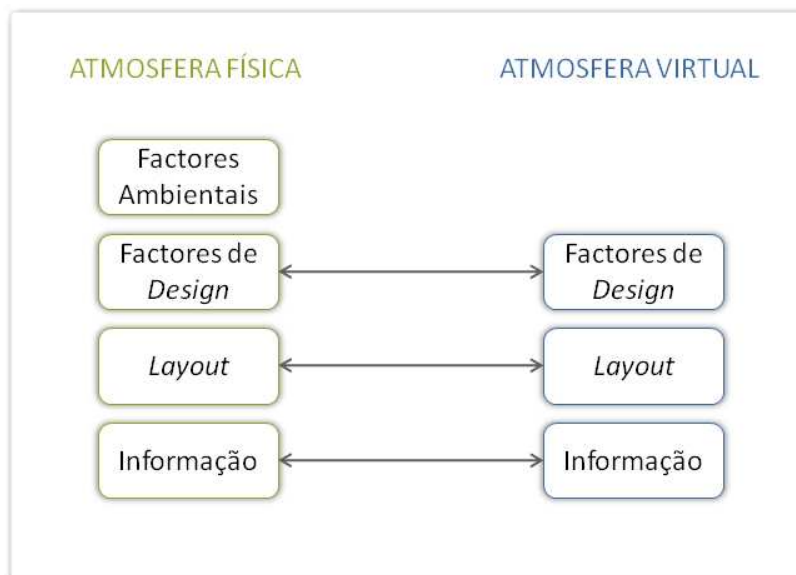 ATMOSFERA FÍSICA
ATMOSFERA VIRTUAL
Factores
Ambientais
Factores de
Design
Factores de
Design
Layout
Layout
Informação
Informação